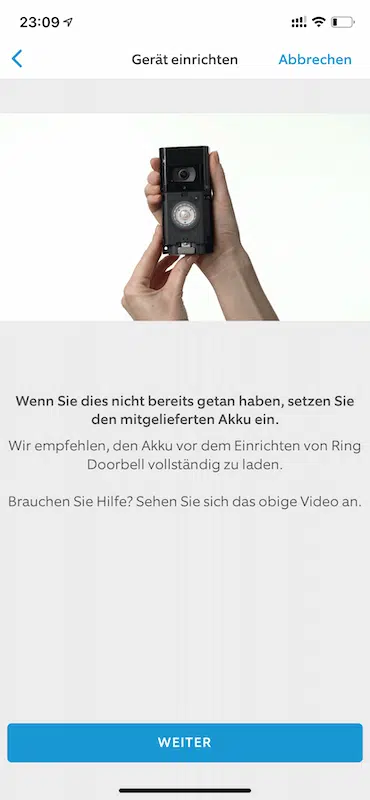 23:09
Gerät einrichten
Abbrechen
Wenn Sie dies nicht bereits getan haben, setzen Sie
den mitgelieferten Akku ein.
Wir empfehlen, den Akku vor dem Einrichten von Ring
Doorbell vollständig zu laden.
Brauchen Sie Hilfe? Sehen Sie sich das obige Video an.
WEITER